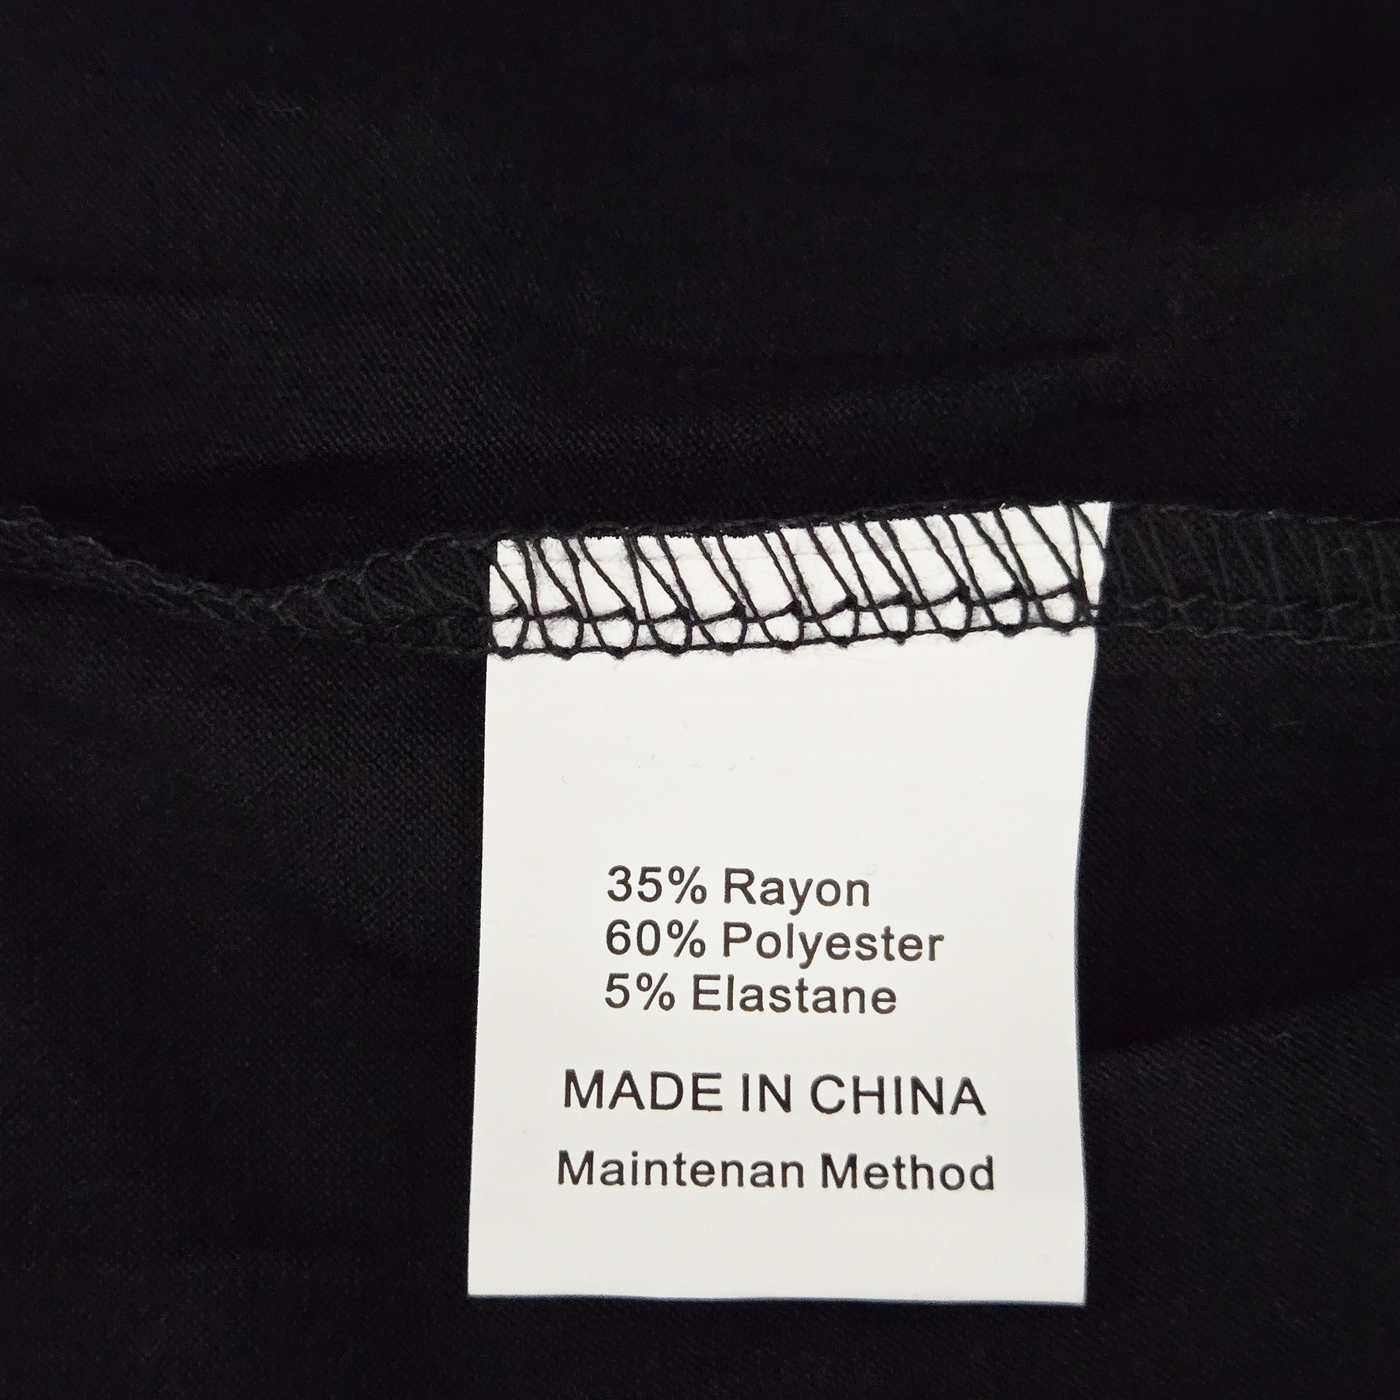 35% Rayon
60% Polyester
5% Elastane
MADE IN CHINA
Maintenan Method